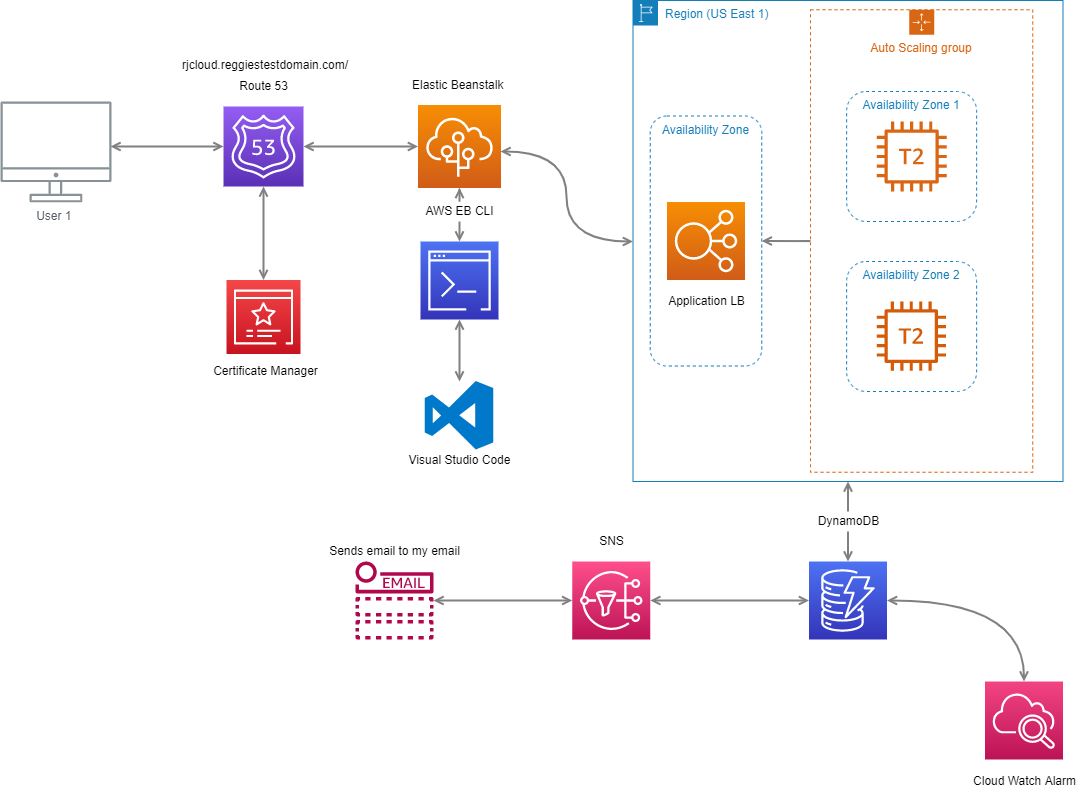 Region (US East 1)
Auto Scaling group
rjcloud.reggiestestdomain.com/
Route 53
Elastic Beanstalk
53
User 1
AWS EB CLI
Availability Zone
Application LB
Availability Zone 1
T2
Availability Zone 2
T2
Certificate Manager
Visual Studio Code
DynamoDB
SNS
Sends email to my email
EMAIL
Cloud Watch Alarm